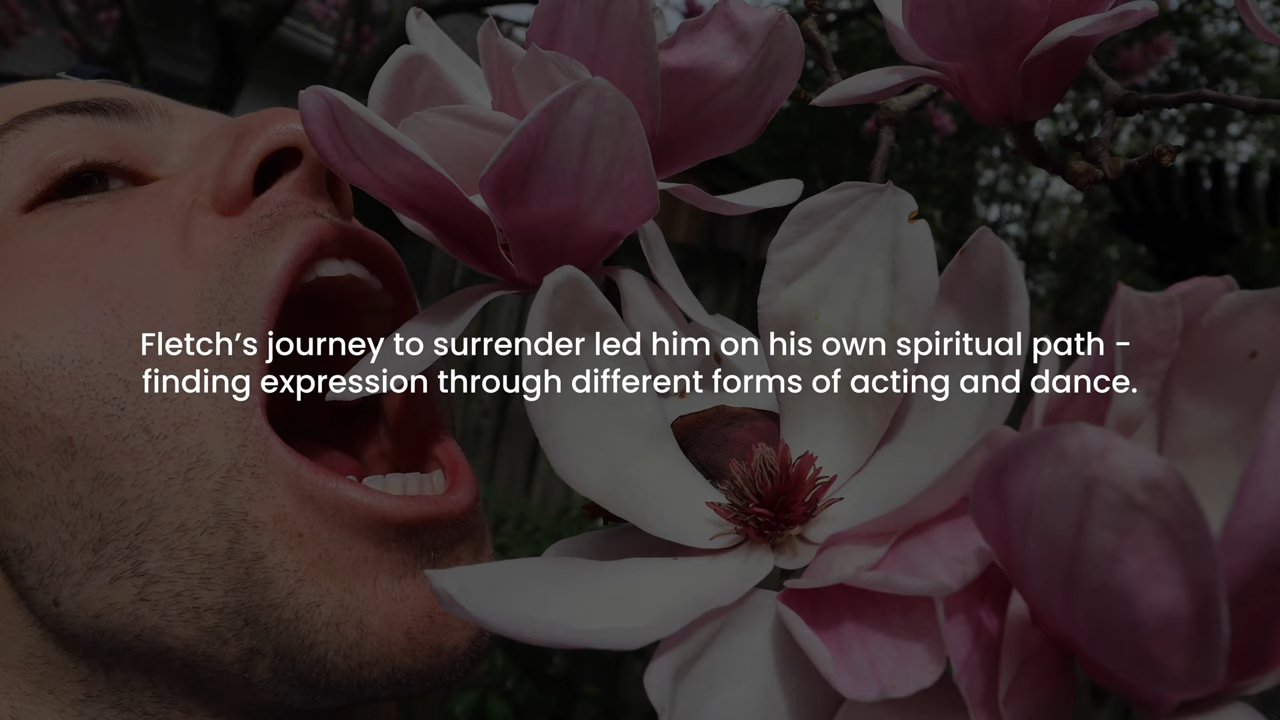 Fletch’s journey to surrender led him on his own spiritual path -
finding expression through different forms of acting and dance.